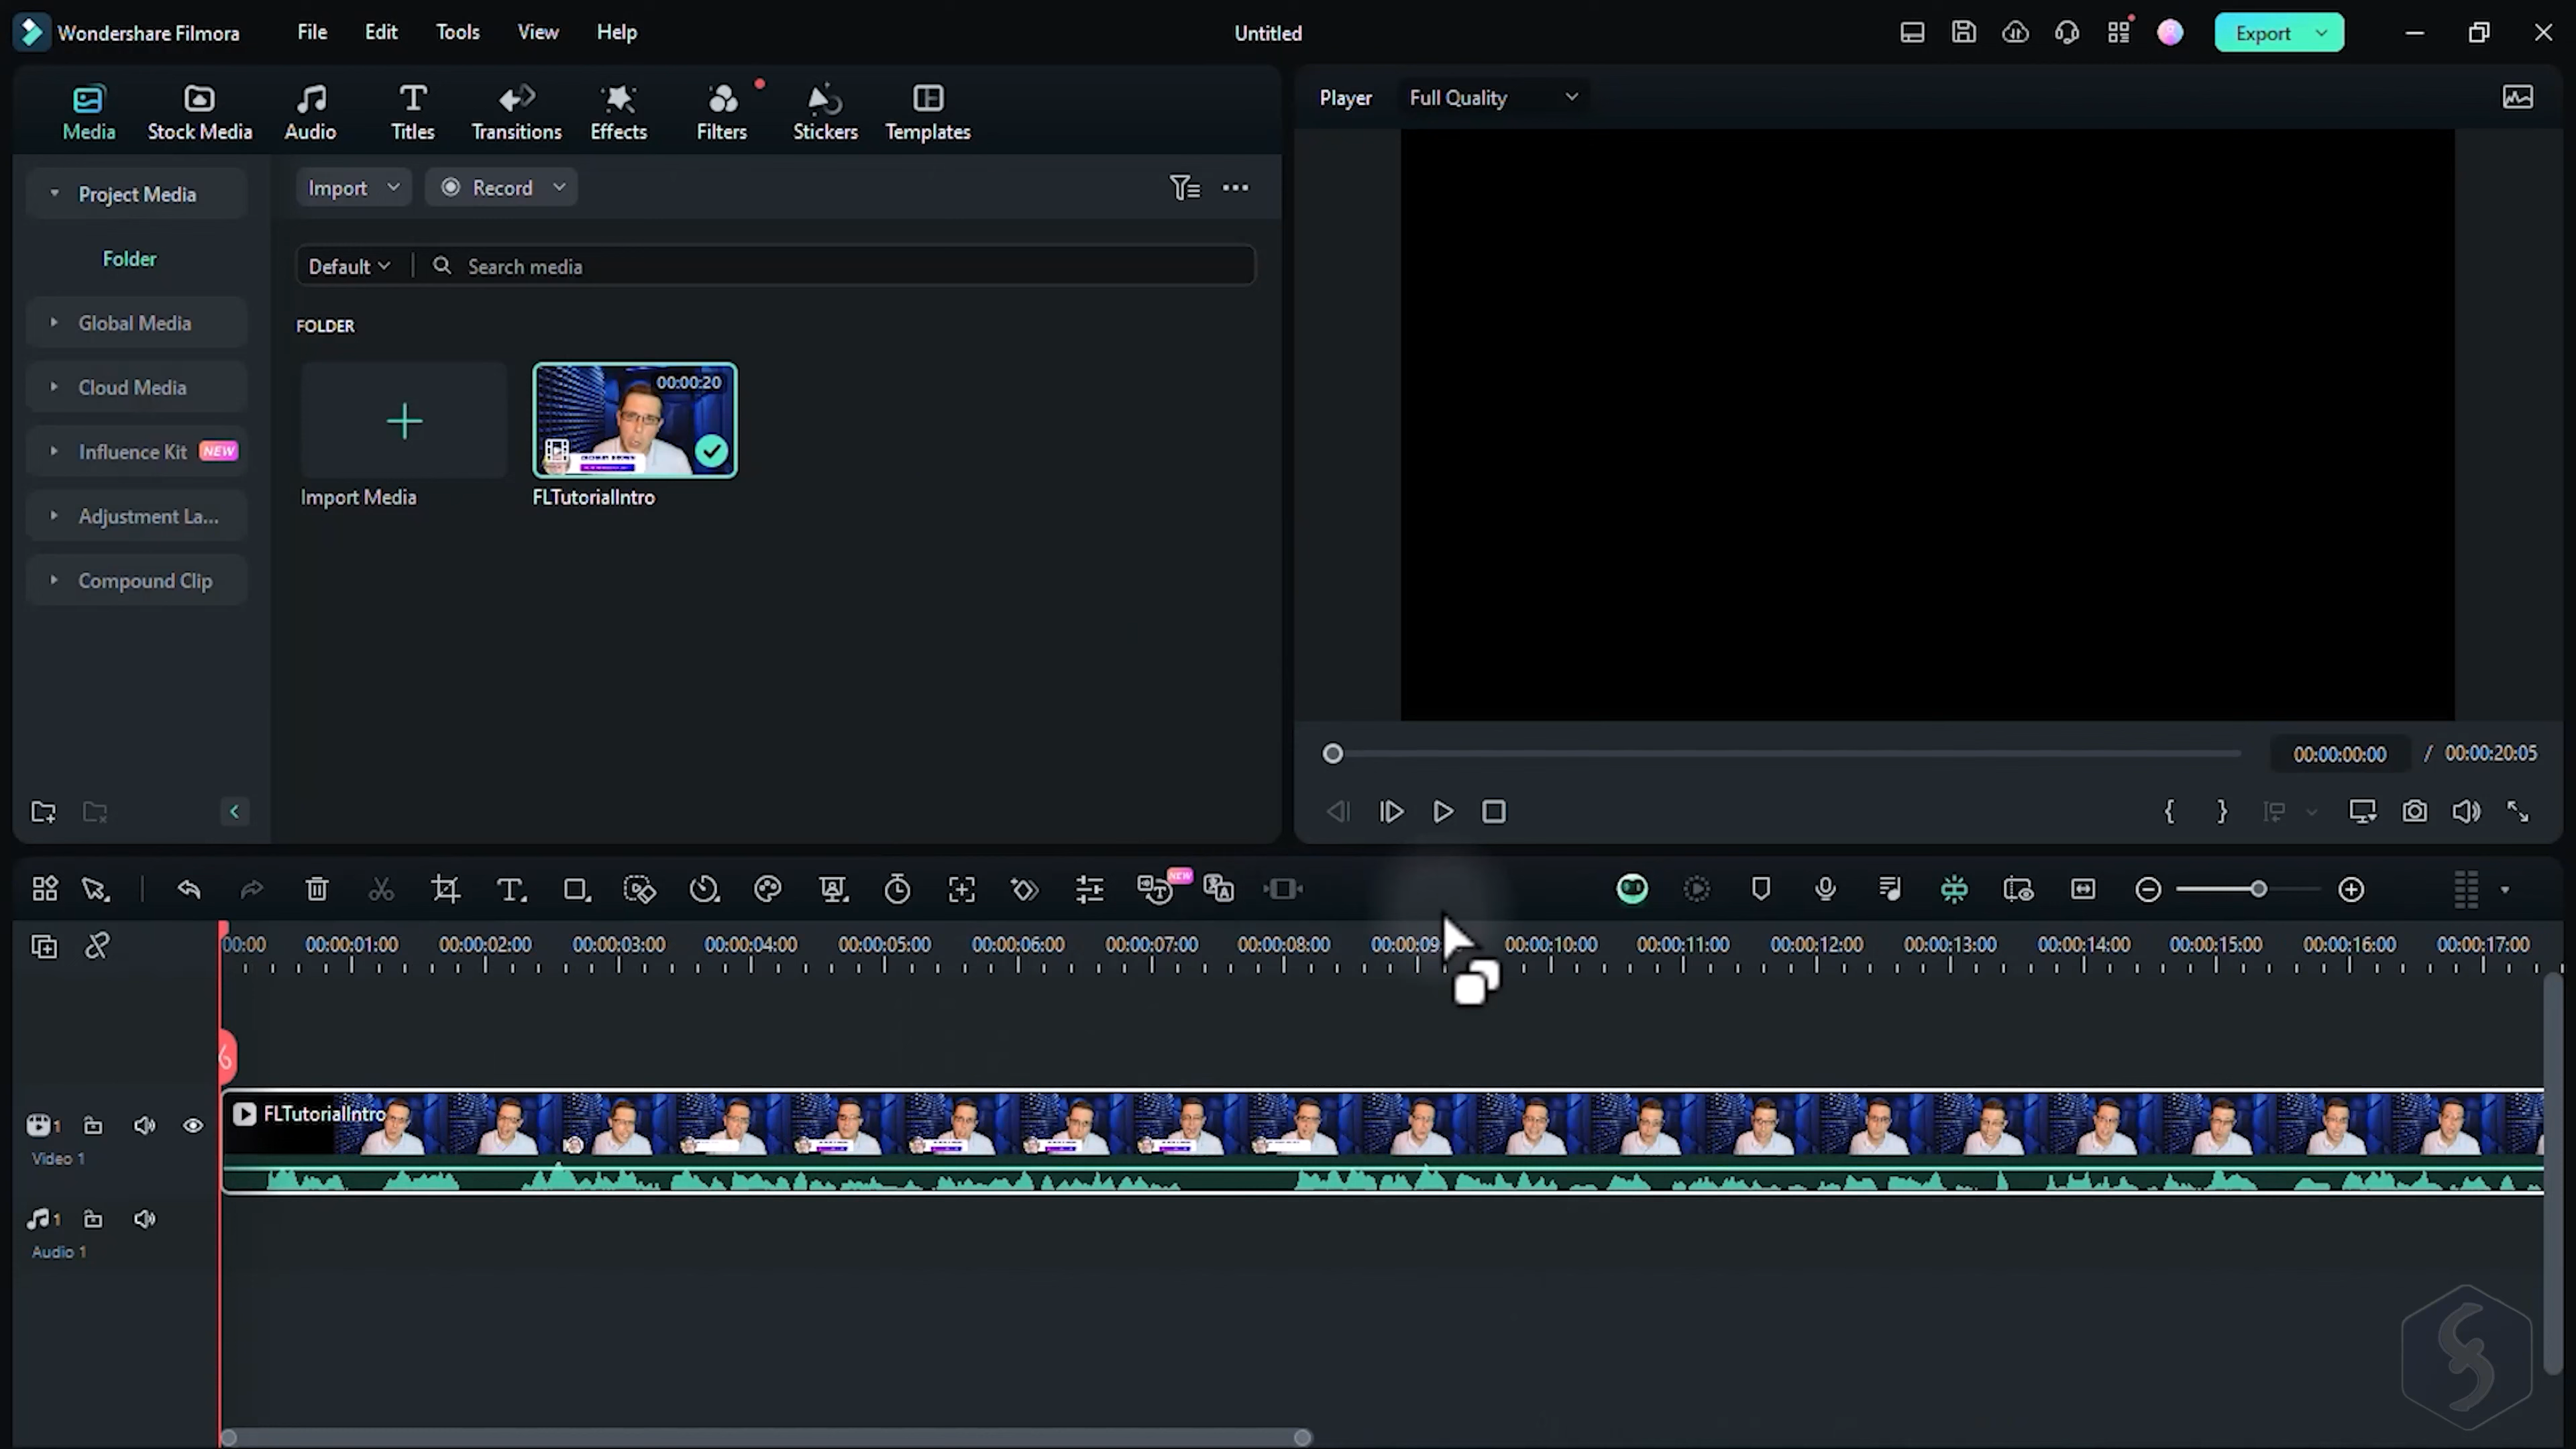 Wondershare Filmora File Edit Tools View Help Untitled Export
Media Stock Media Audio Titles Transitions Effects Filters Stickers Templates
Player Full Quality
Project Media
Folder
Global Media
Cloud Media
Influence Kit NEW
Adjustment La...
Compound Clip
Import Record
Default Search media
FOLDER
00:00:20
Import Media FLTutorialIntro
00:00:00:00 / 00:00:20:05
NEW
00:00 00:00:01:00 00:00:02:00 00:00:03:00 00:00:04:00 00:00:05:00 00:00:06:00 00:00:07:00 00:00:08:00 00:00:09 00:00:10:00 00:00:11:00 00:00:12:00 00:00:13:00 00:00:14:00 00:00:15:00 00:00:16:00 00:00:17:00
FLTutorialIntro
1
Video 1
1
Audio 1